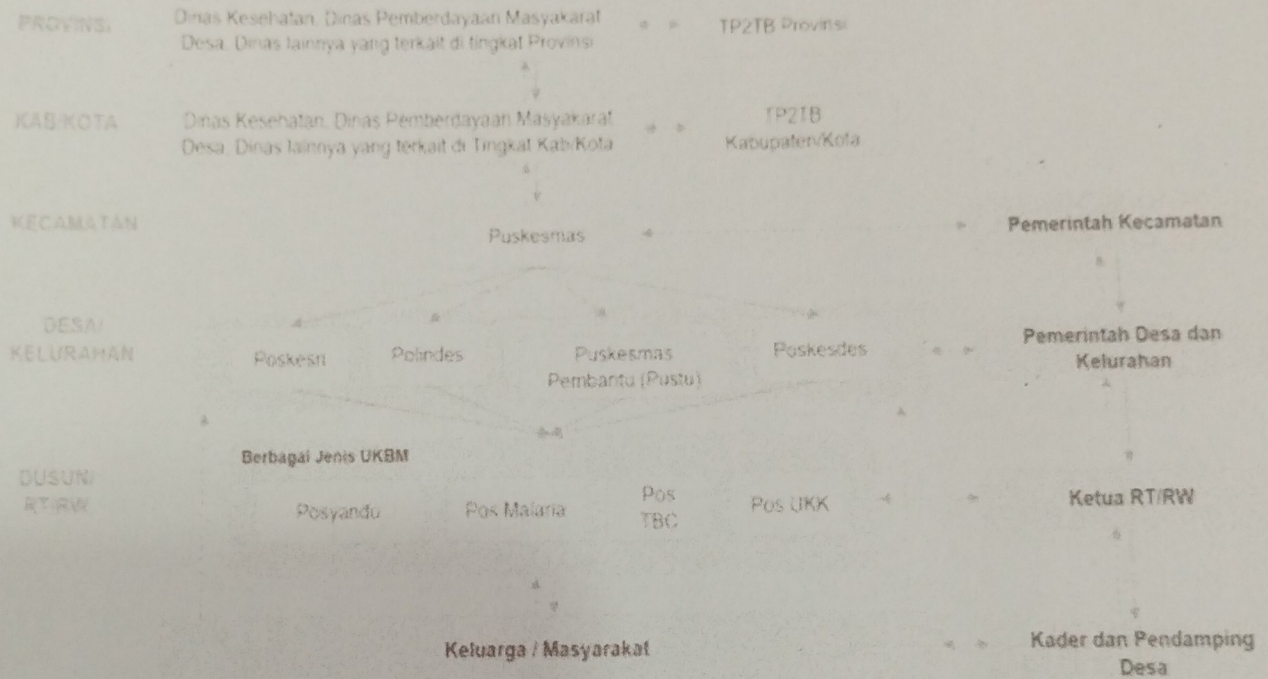 PROVINSI
Dinas Kesehatan, Dinas Pemberdayaan Masyakarat
Desa, Dinas lainnya yang terkait di tingkat Provinsi
TP2TB Provinsi
KAB/KOTA
Dinas Kesehatan, Dinas Pemberdayaan Masyakarat
Desa, Dinas lainnya yang terkait di Tingkat Kab/Kota
TP2TB
Kabupaten/Kota
KECAMATAN
Puskesmas
Pemerintah Kecamatan
DESA/
KELURAHAN
Poskesri
Polindes
Puskesmas
Pembantu (Pustu)
Poskesdes
Pemerintah Desa dan
Kelurahan
Berbagai Jenis UKBM
DUSUN/
RT/RW
Posyandu
Pos Malaria
Pos
TBC
Pos UKK
Ketua RT/RW
Keluarga / Masyarakat
Kader dan Pendamping
Desa